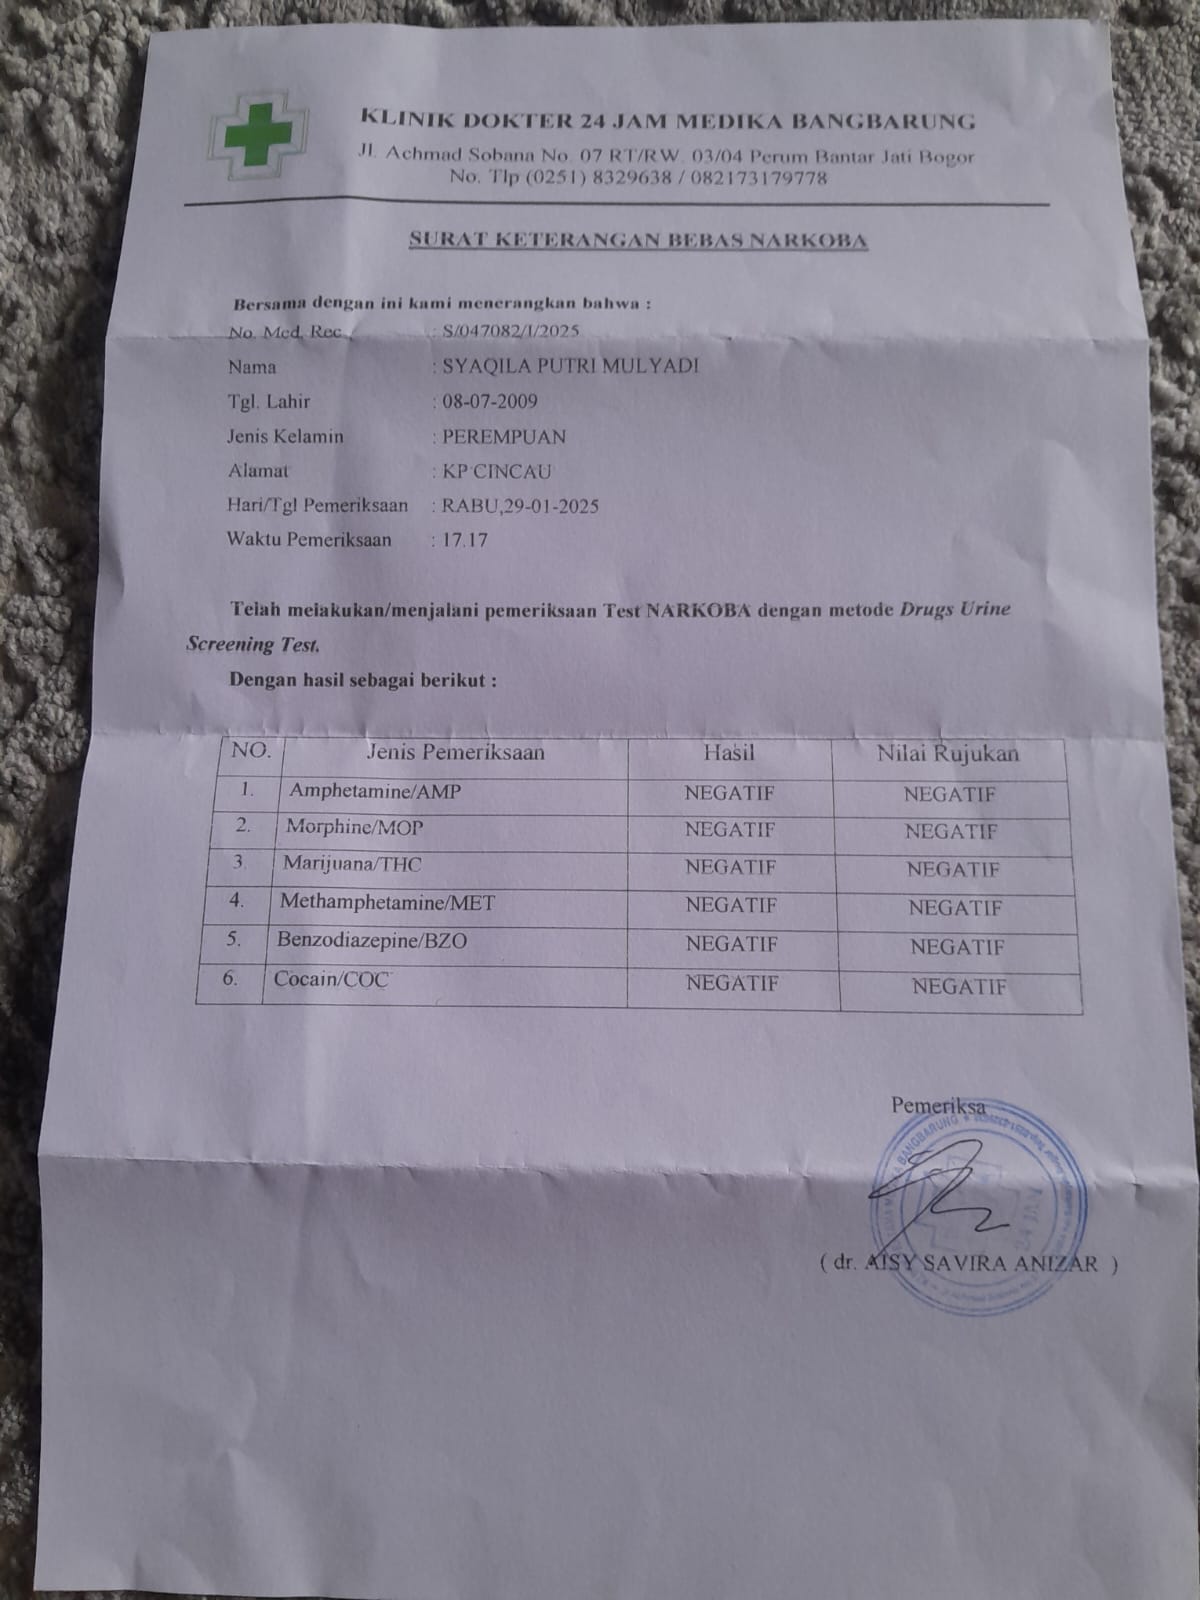 KLINIK DOKTER 24 JAM MEDIKA BANGBARUNG
Jl. Achmad Sobana No. 07 RT/RW. 03/04 Perum Bantar Jati Bogor
No. Tlp (0251) 8329638 / 082173179778
SURAT KETERANGAN BEBAS NARKOBA
Bersama dengan ini kami menerangkan bahwa :
No. Med. Rec : S/047082/I/2025
Nama : SYAQILA PUTRI MULYADI
Tgl. Lahir : 08-07-2009
Jenis Kelamin : PEREMPUAN
Alamat : KP CINCAU
Hari/Tgl Pemeriksaan : RABU,29-01-2025
Waktu Pemeriksaan : 17.17
Telah melakukan/menjalani pemeriksaan Test NARKOBA dengan metode Drugs Urine
Screening Test.
Dengan hasil sebagai berikut :
NO. Jenis Pemeriksaan Hasil Nilai Rujukan
1. Amphetamine/AMP NEGATIF NEGATIF
2. Morphine/MOP NEGATIF NEGATIF
3. Marijuana/THC NEGATIF NEGATIF
4. Methamphetamine/MET NEGATIF NEGATIF
5. Benzodiazepine/BZO NEGATIF NEGATIF
6. Cocain/COC NEGATIF NEGATIF
Pemeriksa
BANGBARUNG
24 JAM
( dr. AISY SAVIRA ANIZAR )